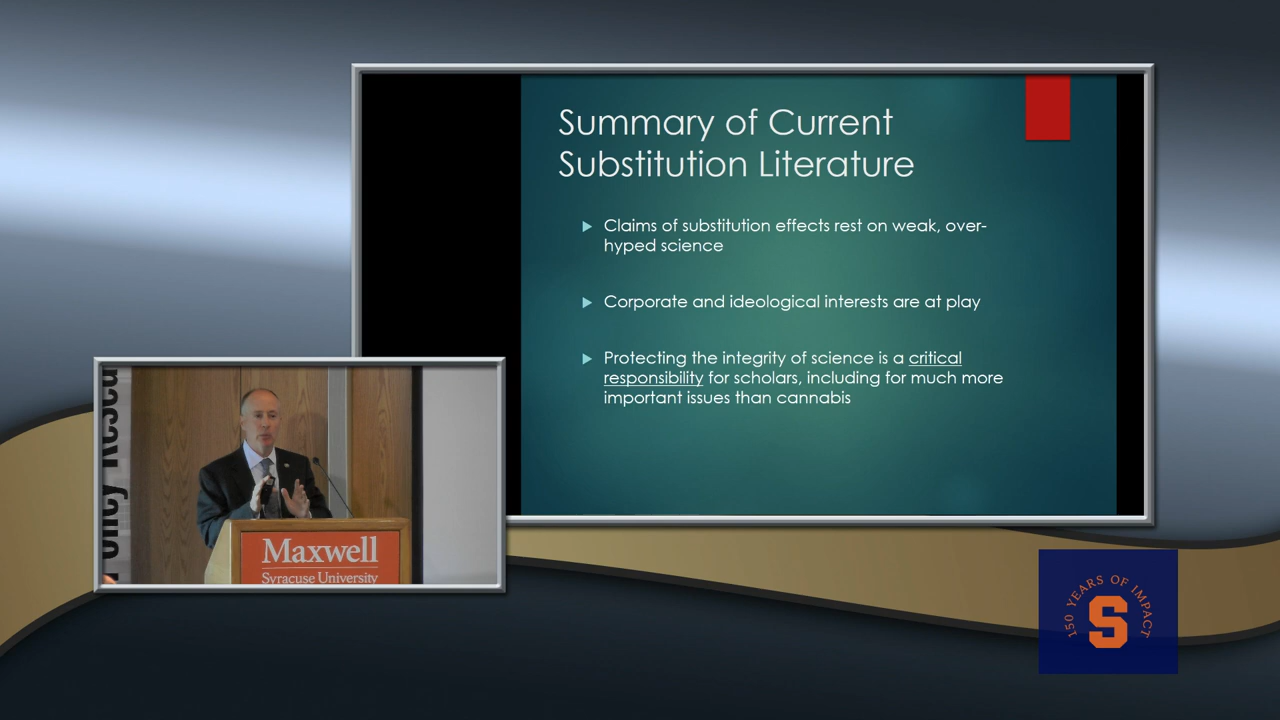 Summary of Current
Substitution Literature
Claims of substitution effects rest on weak, over-
hyped science
Corporate and ideological interests are at play
Protecting the integrity of science is a critical
responsibility for scholars, including for much more
important issues than cannabis
Maxwell
Syracuse University
150 YEARS OF IMPACT
S